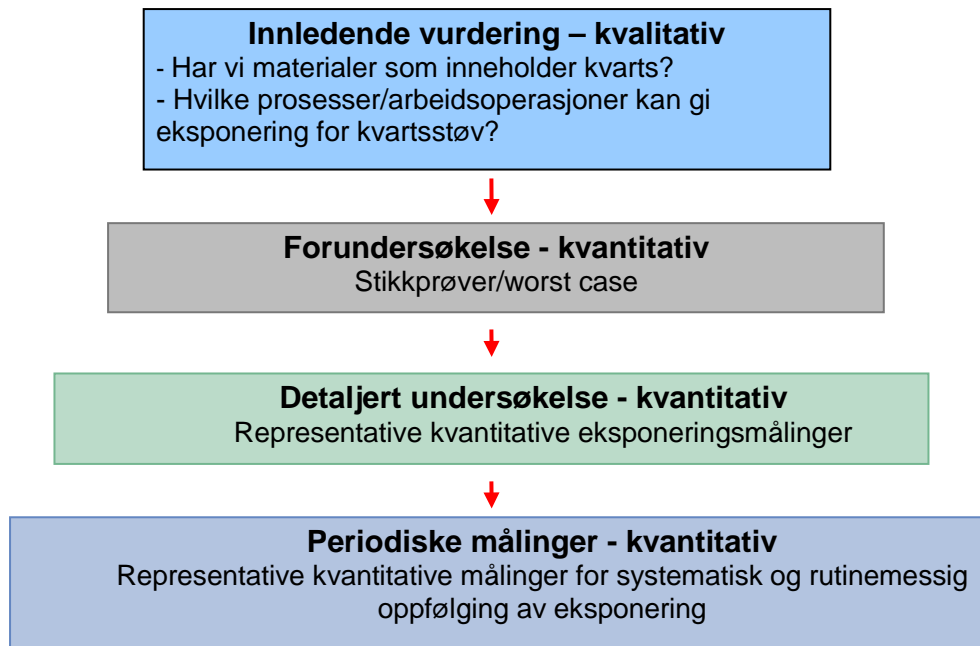 Innledende vurdering – kvalitativ
- Har vi materialer som inneholder kvarts?
- Hvilke prosesser/arbeidsoperasjoner kan gi
eksponering for kvartsstøv?
Forundersøkelse - kvantitativ
Stikkprøver/worst case
Detaljert undersøkelse - kvantitativ
Representative kvantitative eksponeringsmålinger
Periodiske målinger - kvantitativ
Representative kvantitative målinger for systematisk og rutinemessig
oppfølging av eksponering